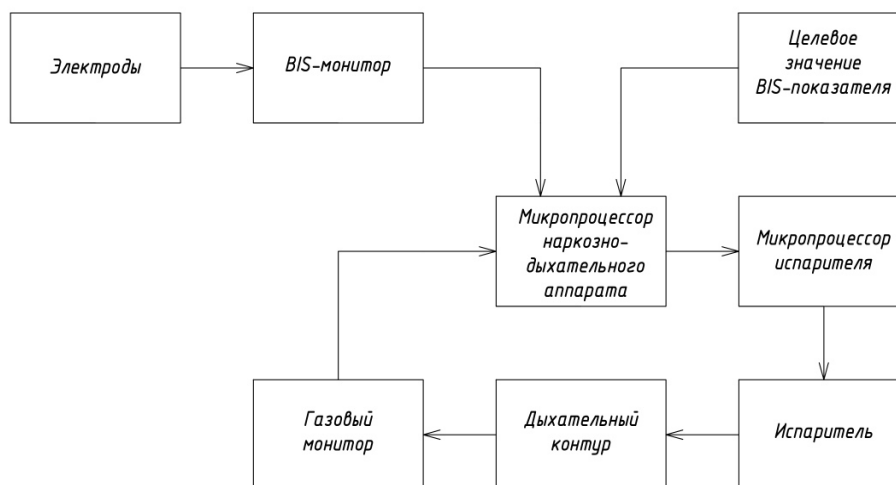 Электроды
BIS-монитор
Целевое
значение
BIS-показателя
Микропроцессор
наркозно-
дыхательного
аппарата
Микропроцессор
испарителя
Газовый
монитор
Дыхательный
контур
Испаритель